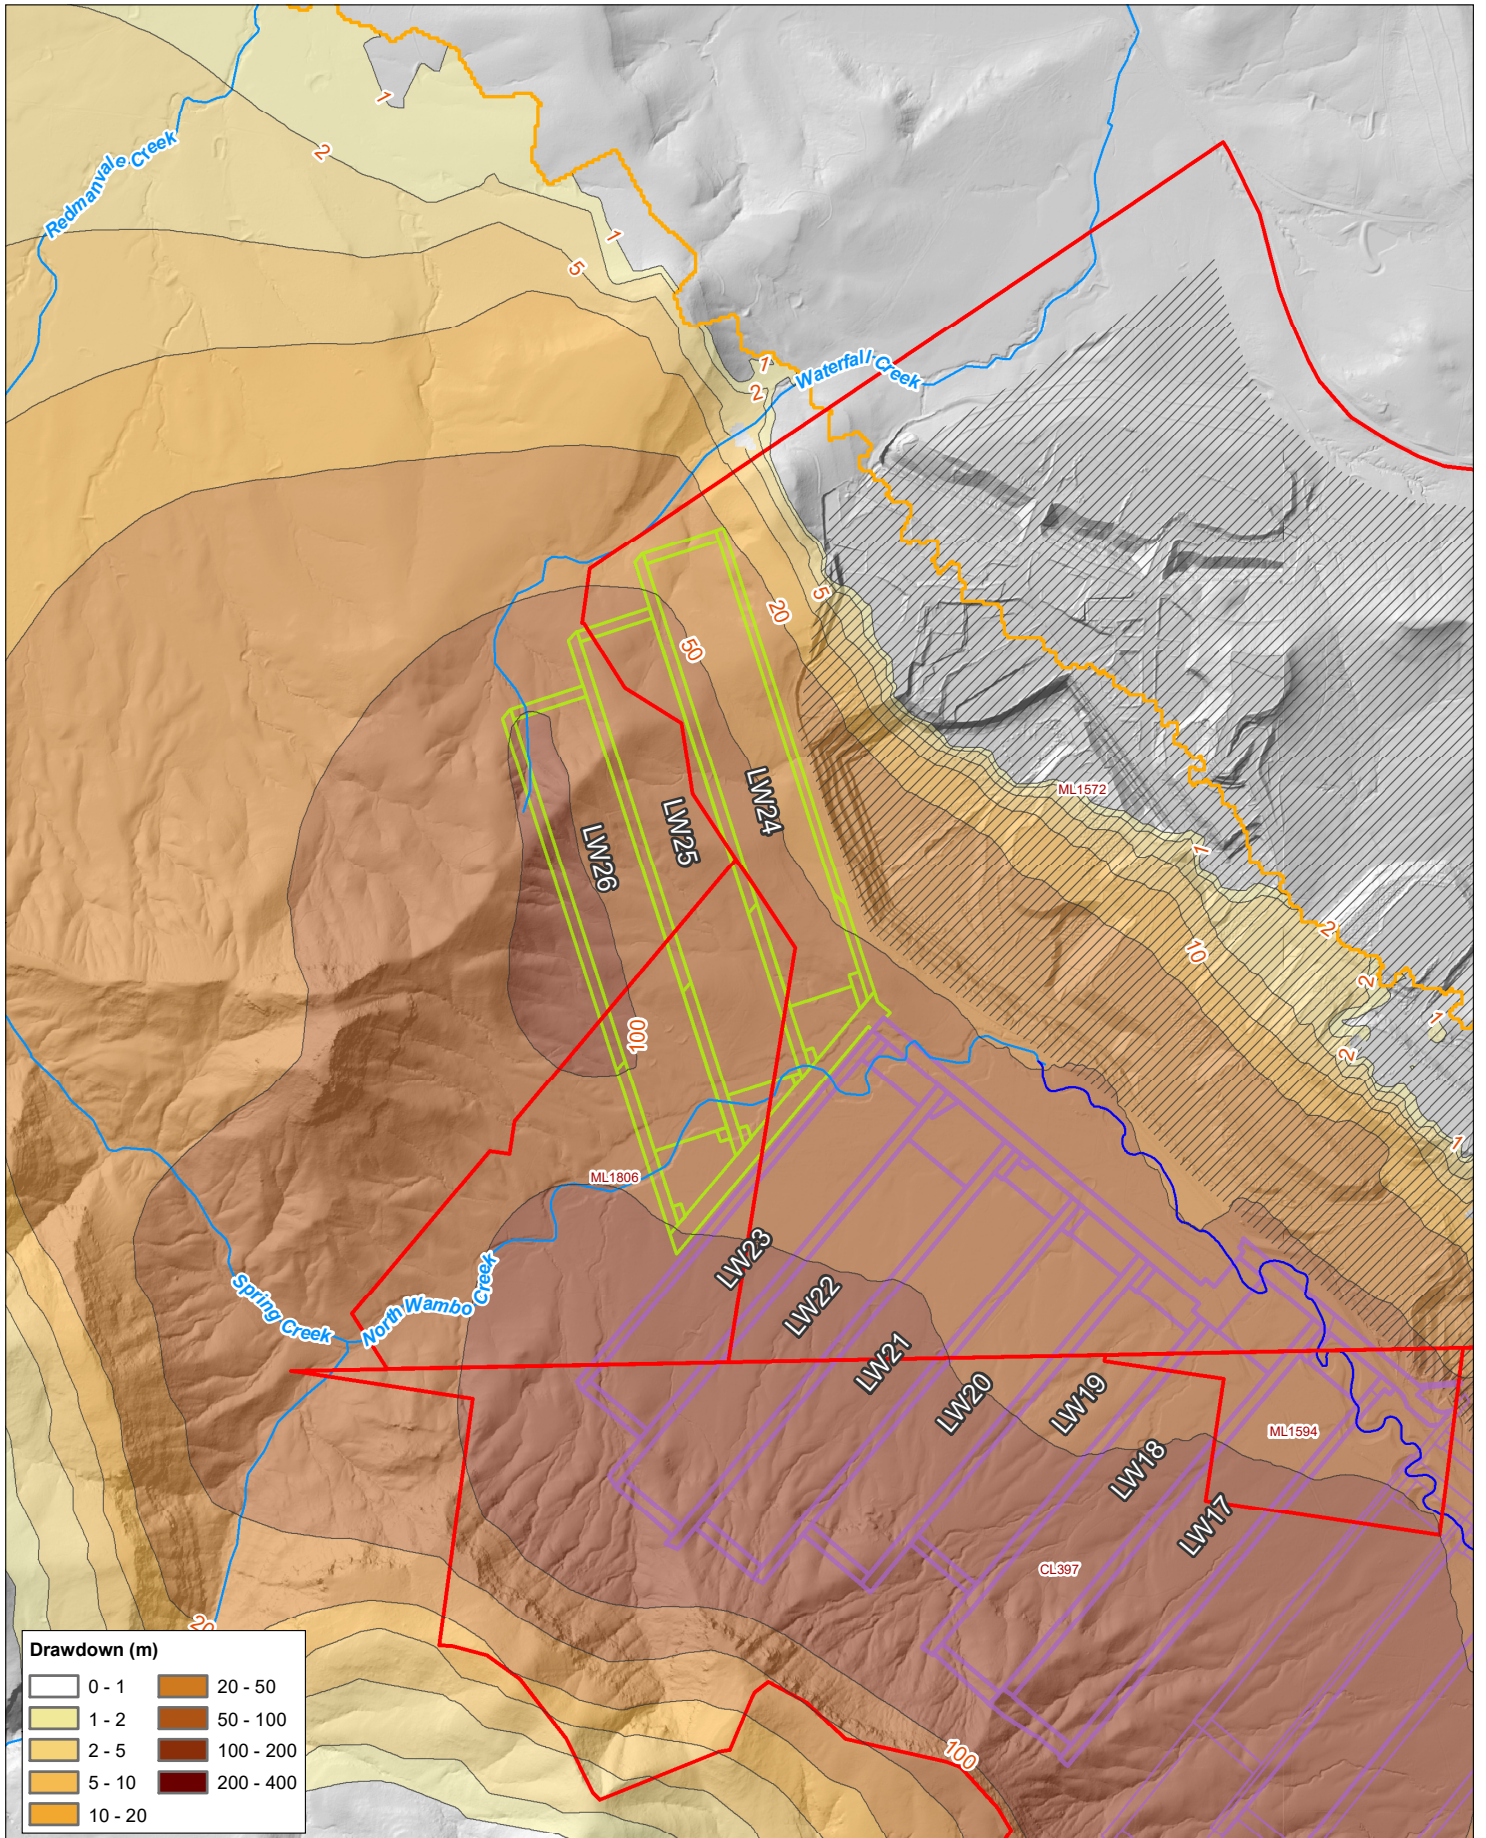 1
2
Redmanvale Creek
1
5
1
2
Waterfall Creek
5
20
50
ML1572
LW24
LW25
LW26
1
10
2
2
1
2
100
1
ML1806
LW23
North Wambo Creek
Spring Creek
LW22
LW21
LW20
LW19
ML1594
LW18
LW17
CL397
20
100
Drawdown (m)
0 - 1
1 - 2
2 - 5
5 - 10
10 - 20
20 - 50
50 - 100
100 - 200
200 - 400